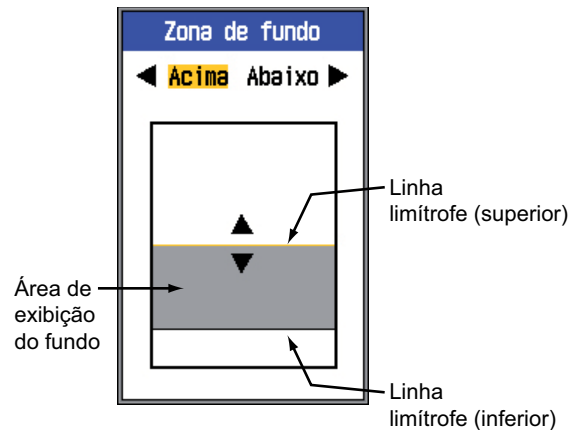 Zona de fundo
Acima Abaixo
Linha
limítrofe (superior)
Área de
exibição
do fundo
Linha
limítrofe (inferior)